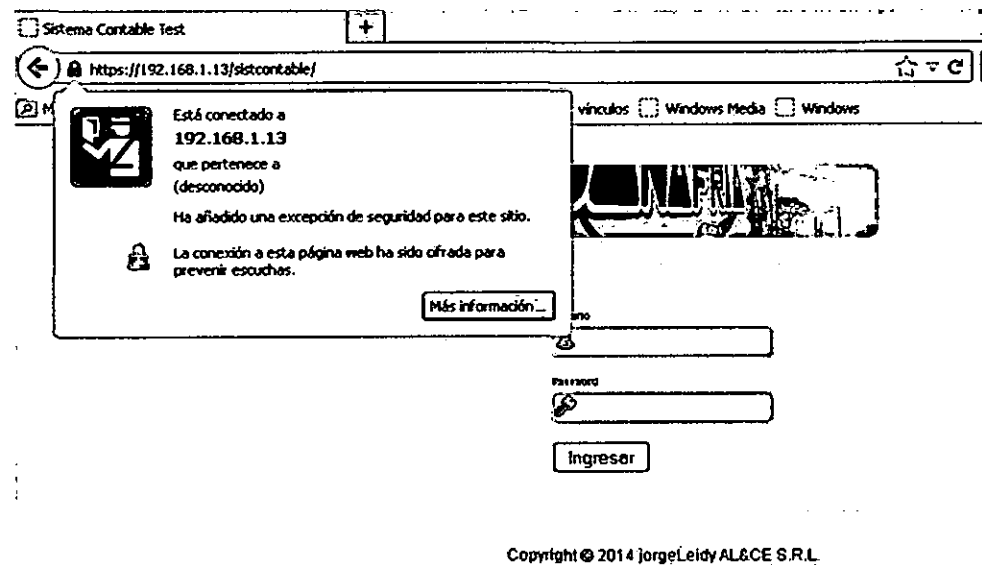 Sistema Contable Test
+
https://192.168.1.13/sistcontable/
M
vínculos Windows Media Windows
Está conectado a
192.168.1.13
que pertenece a
(desconocido)
Ha añadido una excepción de seguridad para este sitio.
La conexión a esta página web ha sido cifrada para
prevenir escuchas.
Más información...
Password
Ingresar
Copyright © 2014 jorgeLeidy AL&CE S.R.L.